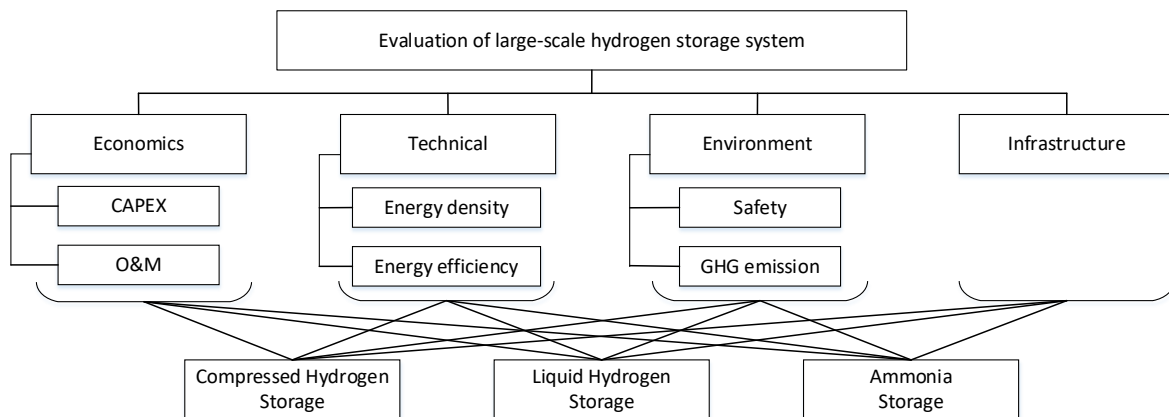 Evaluation of large-scale hydrogen storage system
Economics
Technical
Environment
Infrastructure
CAPEX
Energy density
Safety
O&M
Energy efficiency
GHG emission
Compressed Hydrogen
Storage
Liquid Hydrogen
Storage
Ammonia
Storage